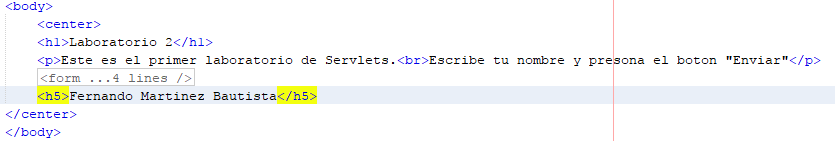 <body>
<center>
<h1>Laboratorio 2</h1>
<p>Este es el primer laboratorio de Servlets.<br>Escribe tu nombre y presona el boton "Enviar"</p>
<form ...4 lines />
<h5>Fernando Martinez Bautista</h5>
</center>
</body>